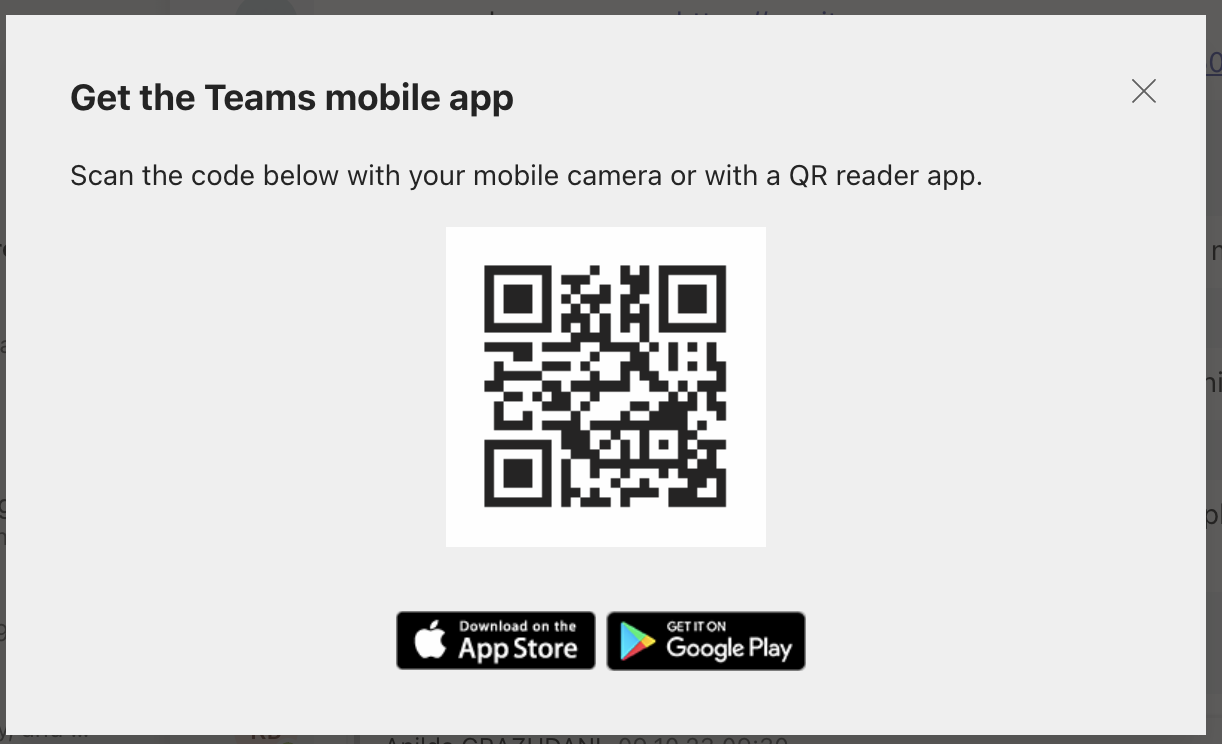 Get the Teams mobile app
Scan the code below with your mobile camera or with a QR reader app.
Download on the
App Store
GET IT ON
Google Play